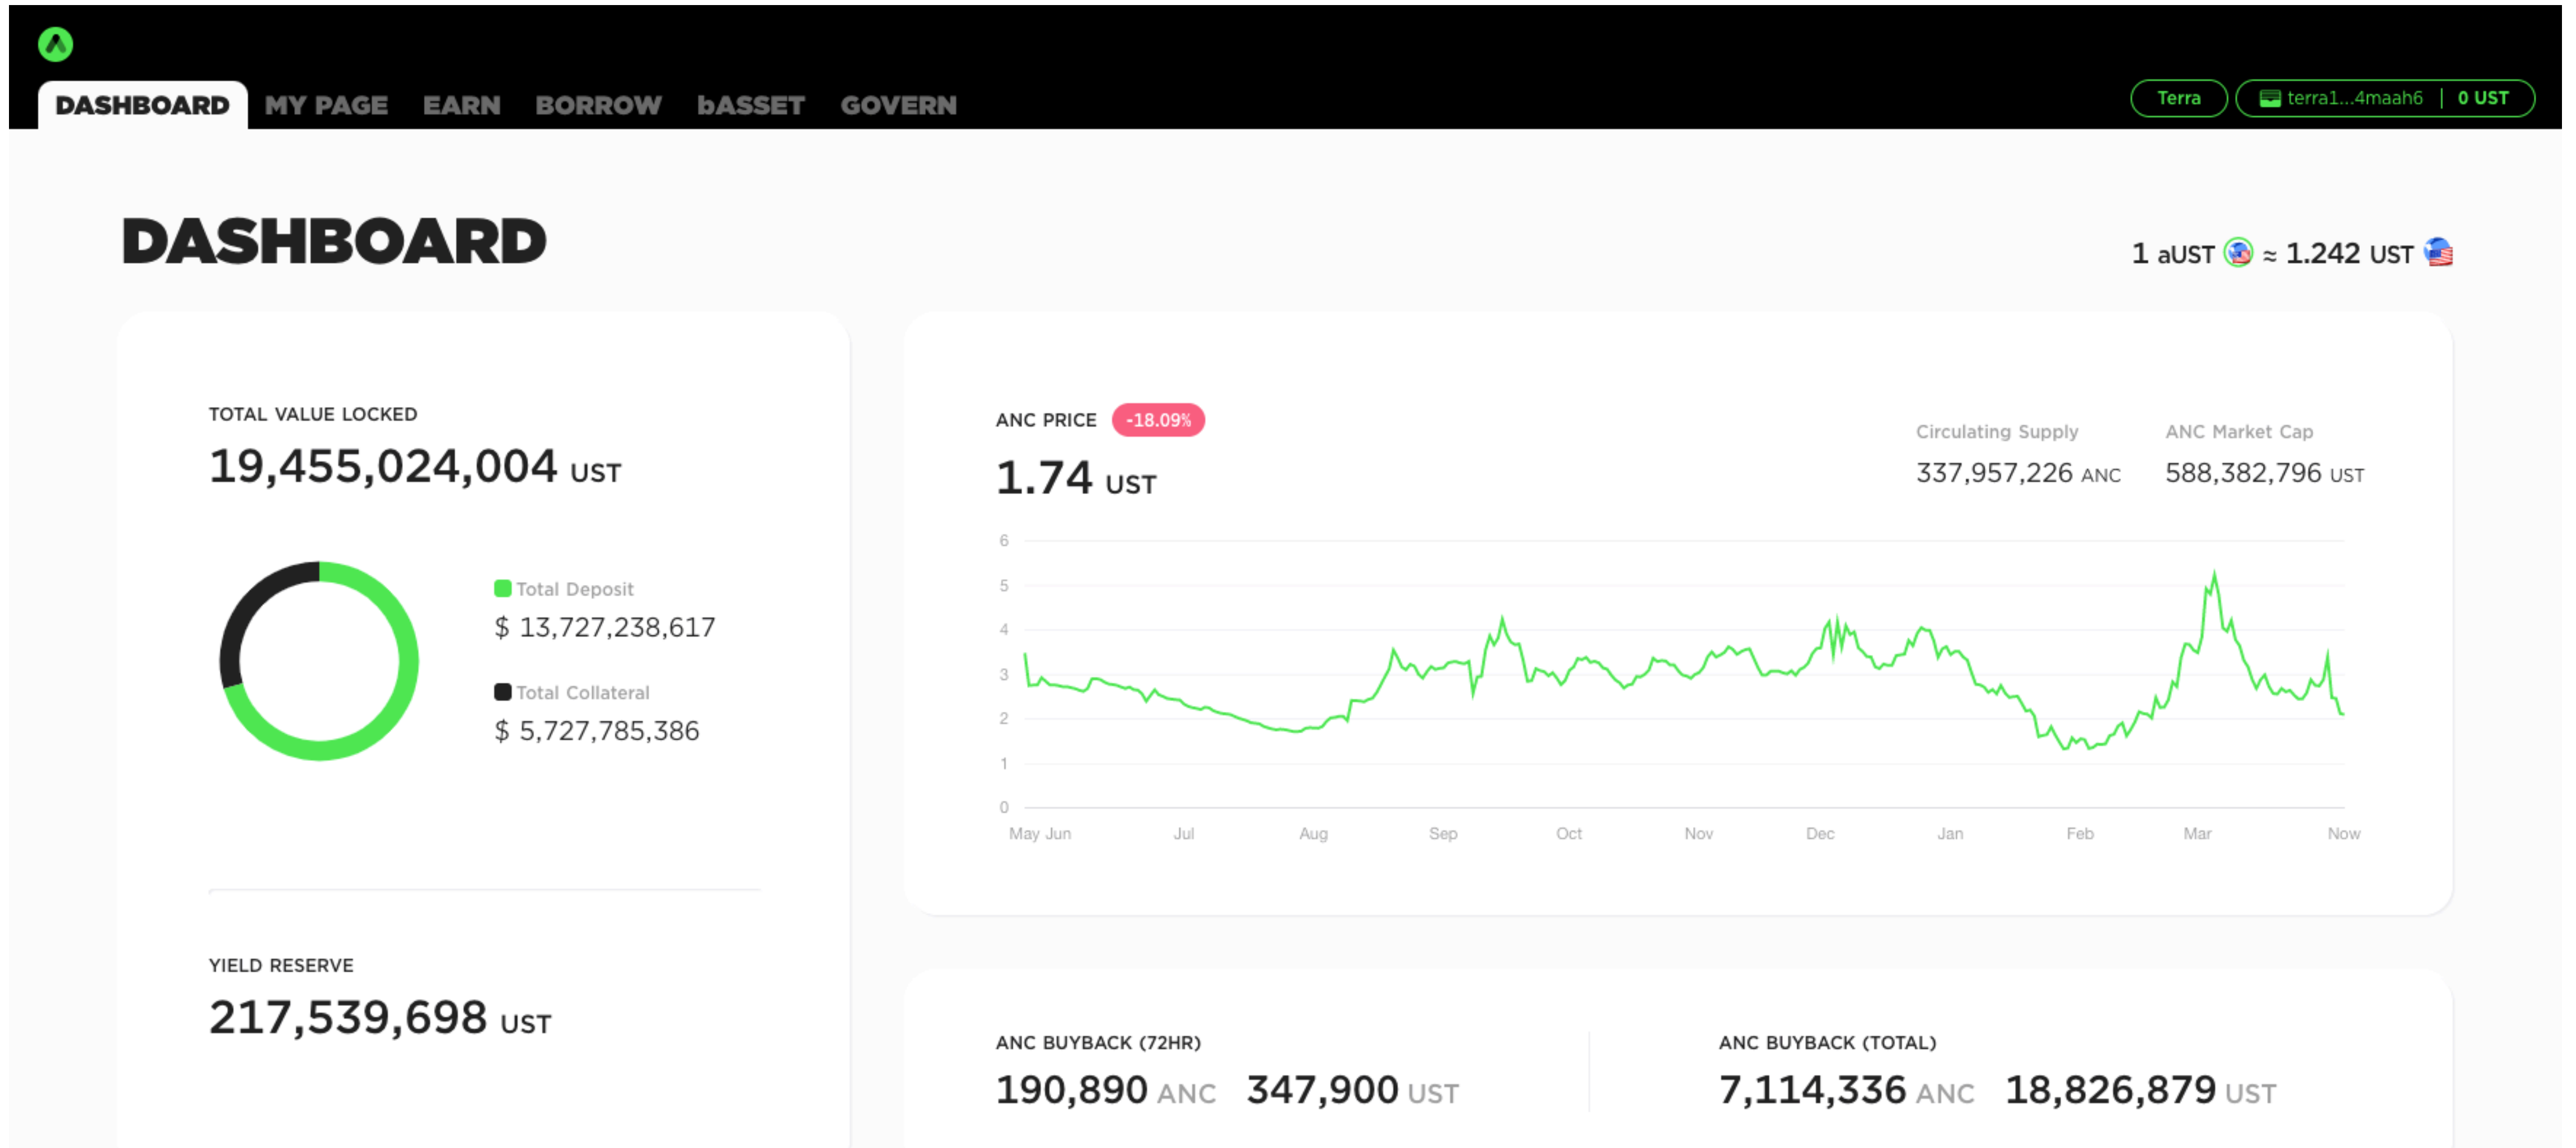 DASHBOARD MY PAGE EARN BORROW bASSET GOVERN Terra terra1...4maah6 | 0 UST
DASHBOARD
1 aUST ≈ 1.242 UST
TOTAL VALUE LOCKED
19,455,024,004 UST
Total Deposit
$ 13,727,238,617
Total Collateral
$ 5,727,785,386
YIELD RESERVE
217,539,698 UST
ANC PRICE -18.09%
1.74 UST
Circulating Supply
337,957,226 ANC
ANC Market Cap
588,382,796 UST
6
5
4
3
2
1
0
May Jun Jul Aug Sep Oct Nov Dec Jan Feb Mar Now
ANC BUYBACK (72HR)
190,890 ANC 347,900 UST
ANC BUYBACK (TOTAL)
7,114,336 ANC 18,826,879 UST